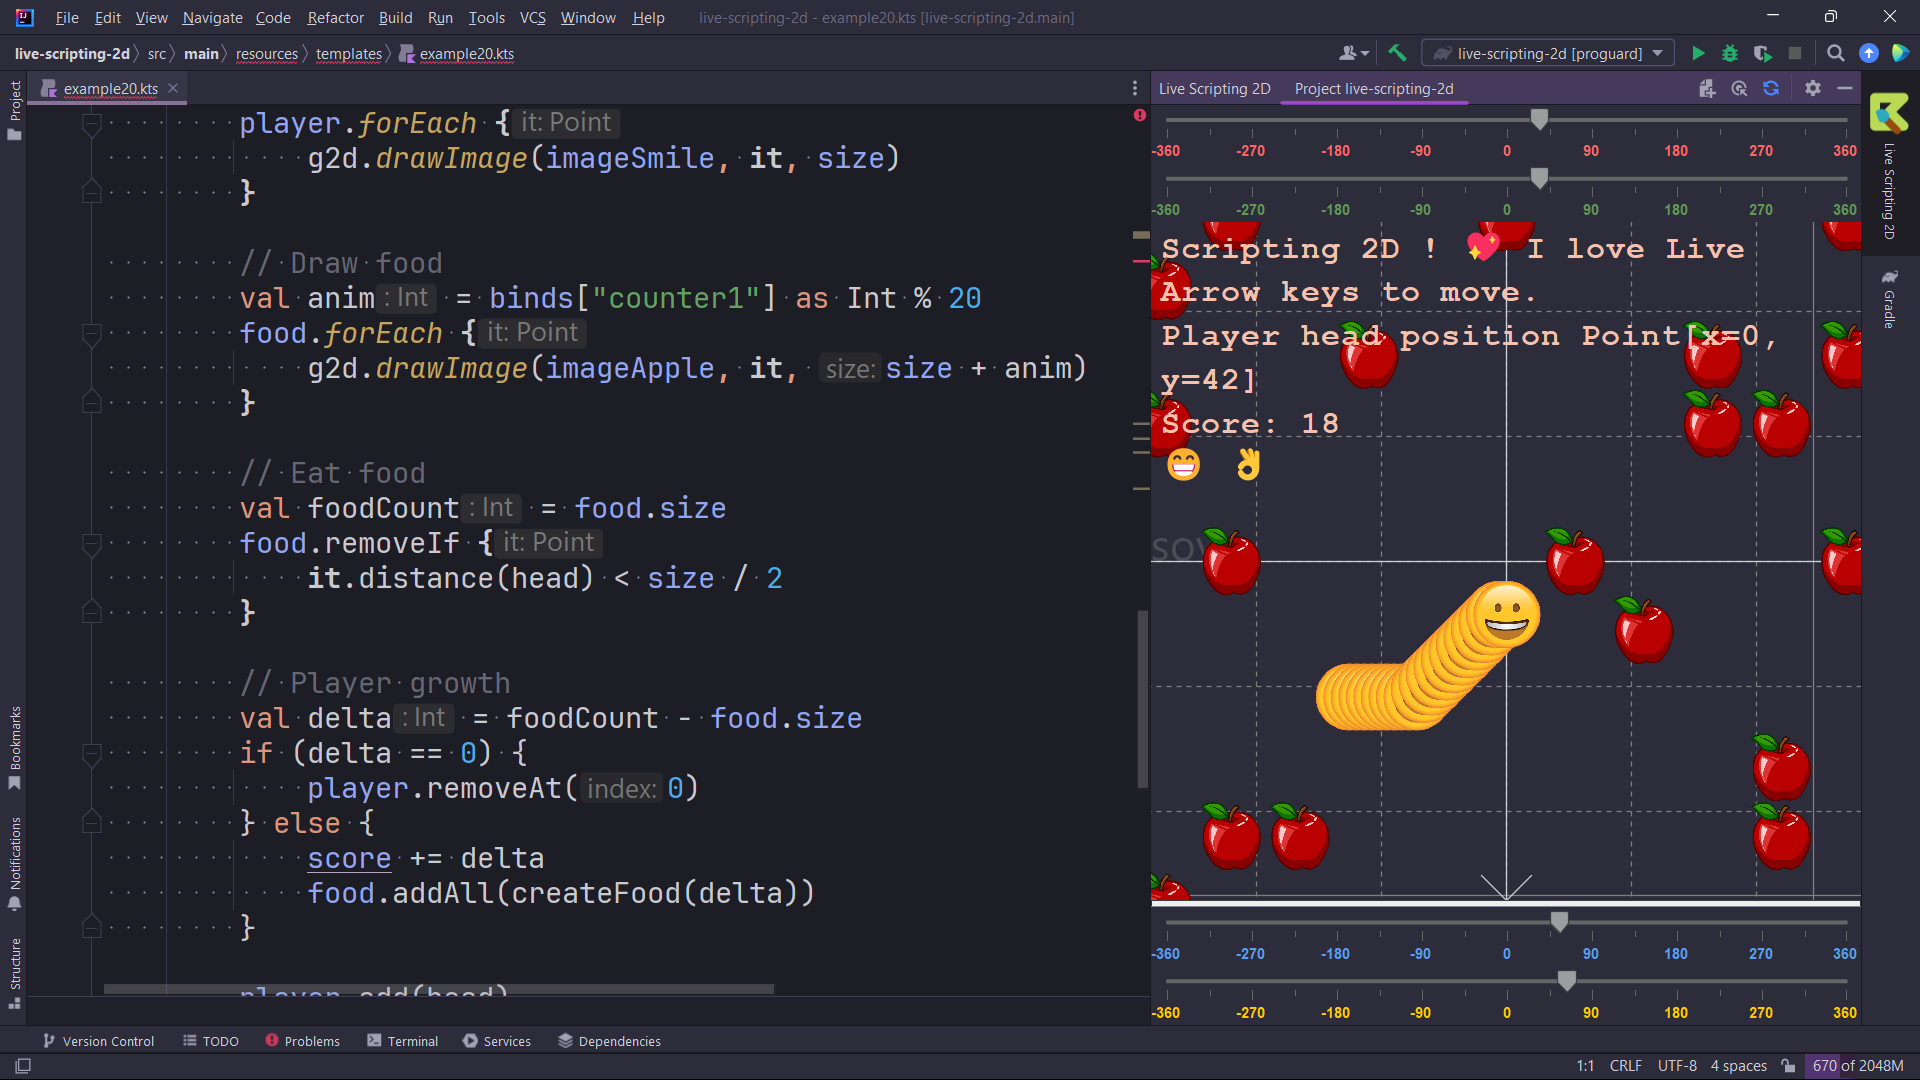 File Edit View Navigate Code Refactor Build Run Tools VCS Window Help live-scripting-2d - example20.kts [live-scripting-2d.main]
live-scripting-2d src main resources templates example20.kts
live-scripting-2d [proguard]
Project
example20.kts
player.forEach { it: Point
g2d.drawImage(imageSmile, it, size)
}
// Draw food
val anim : Int = binds["counter1"] as Int % 20
food.forEach { it: Point
g2d.drawImage(imageApple, it, size: size + anim)
}
// Eat food
val foodCount : Int = food.size
food.removeIf { it: Point
it.distance(head) < size / 2
}
// Player growth
val delta : Int = foodCount - food.size
if (delta == 0) {
player.removeAt( index: 0)
} else {
score += delta
food.addAll(createFood(delta))
}
player.add(head)
Bookmarks
Notifications
Structure
Live Scripting 2D Project live-scripting-2d
-360 -270 -180 -90 0 90 180 270 360
-360 -270 -180 -90 0 90 180 270 360
Scripting 2D ! 💖 I love Live
Arrow keys to move.
Player head position Point[x=0,
y=42]
Score: 18
😁 👌
-360 -270 -180 -90 0 90 180 270 360
-360 -270 -180 -90 0 90 180 270 360
Live Scripting 2D
Gradle
Version Control TODO Problems Terminal Services Dependencies
1:1 CRLF UTF-8 4 spaces 670 of 2048M